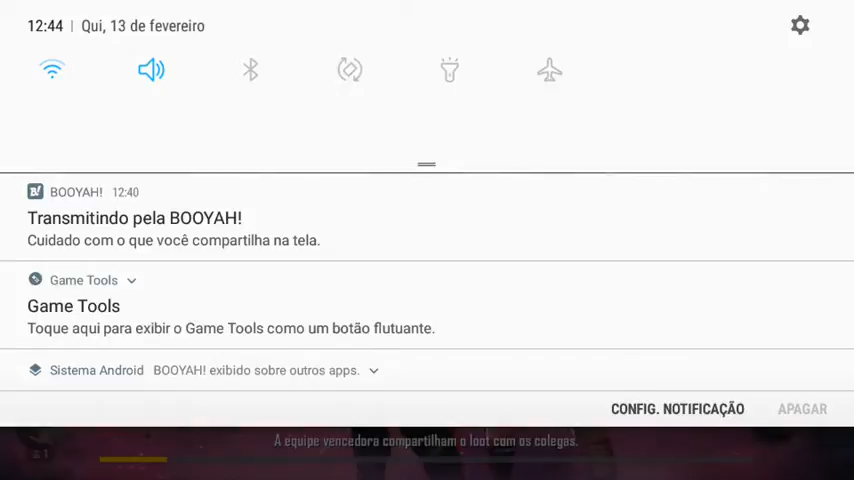 12:44 | Qui, 13 de fevereiro
BOOYAH! 12:40
Transmitindo pela BOOYAH!
Cuidado com o que você compartilha na tela.
Game Tools
Game Tools
Toque aqui para exibir o Game Tools como um botão flutuante.
Sistema Android BOOYAH! exibido sobre outros apps.
CONFIG. NOTIFICAÇÃO APAGAR
A equipe vencedora compartilham o loot com os colegas.
1